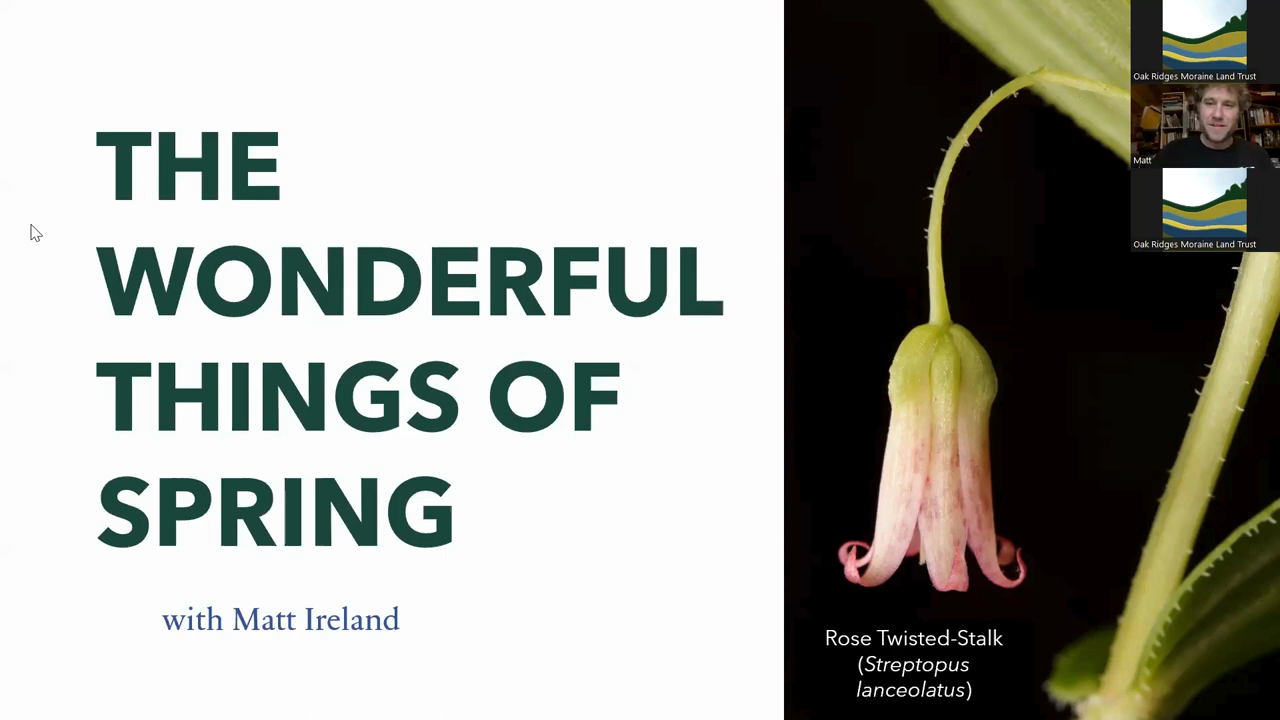 THE
WONDERFUL
THINGS OF
SPRING
with Matt Ireland
Rose Twisted-Stalk
(Streptopus
lanceolatus)
Oak Ridges Moraine Land Trust
Matt
Oak Ridges Moraine Land Trust